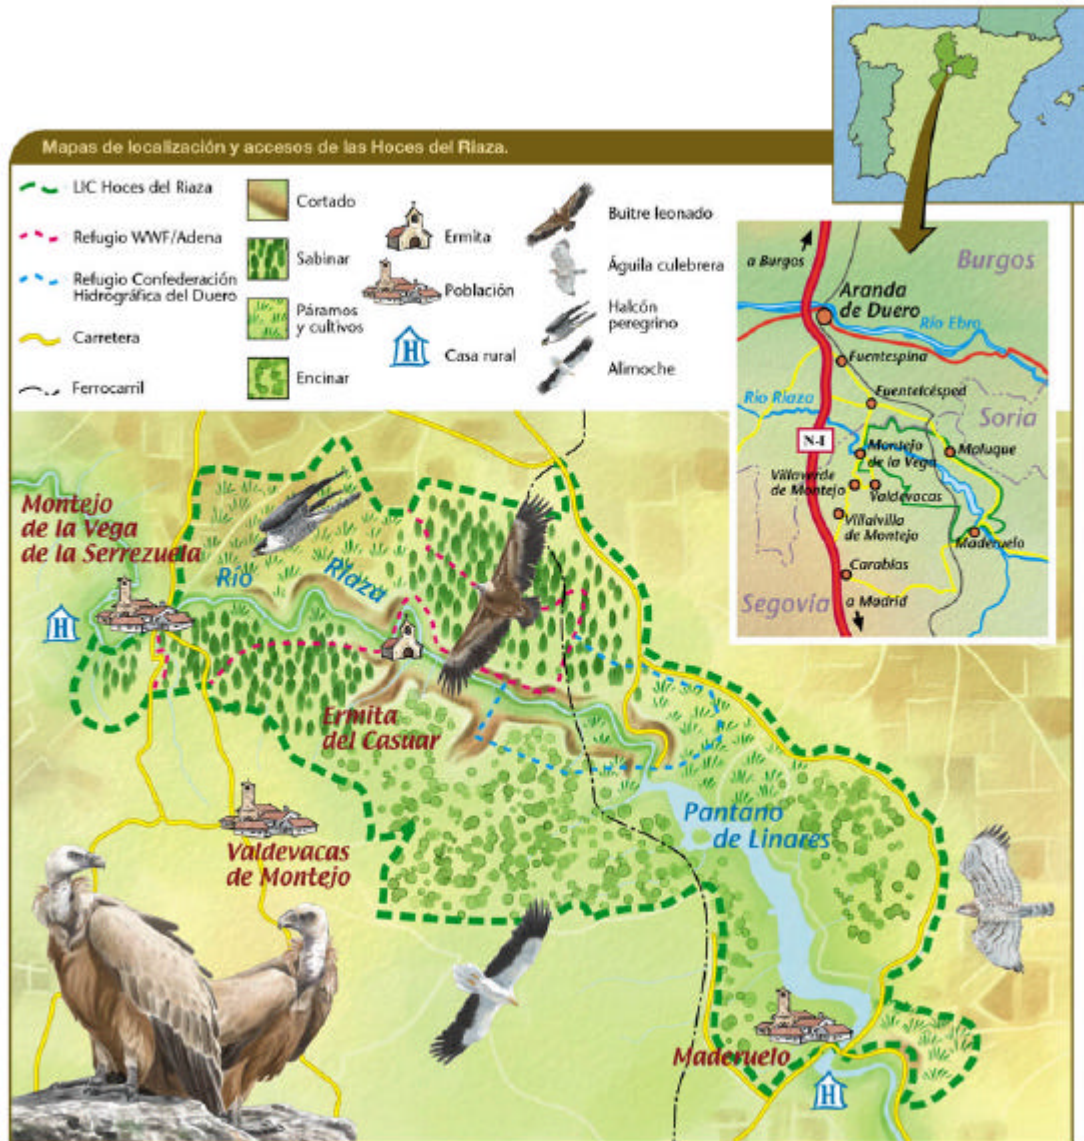 Mapas de localización y accesos de las Hoces del Riaza.
LIC Hoces del Riaza
Refugio WWF/Adena
Refugio Confederación
Hidrográfica del Duero
Carretera
Ferrocarril
Cortado
Sabinar
Páramos
y cultivos
Encinar
Ermita
Población
H
Casa rural
Buitre leonado
Águila culebrera
Halcón
peregrino
Alimoche
a Burgos
Burgos
Aranda
de Duero
Río Ebro
Fuentespina
Fuentelcésped
Río Riaza
Soria
N-I
Montejo
de la Vega
Maluque
Villaverde
de Montejo
Valdevacas
Villalvilla
de Montejo
Maderuelo
Carabias
Segovia
a Madrid
Montejo
de la Vega
de la Serrezuela
H
Río Riaza
Ermita
del Casuar
Pantano
de Linares
Valdevacas
de Montejo
Maderuelo
H